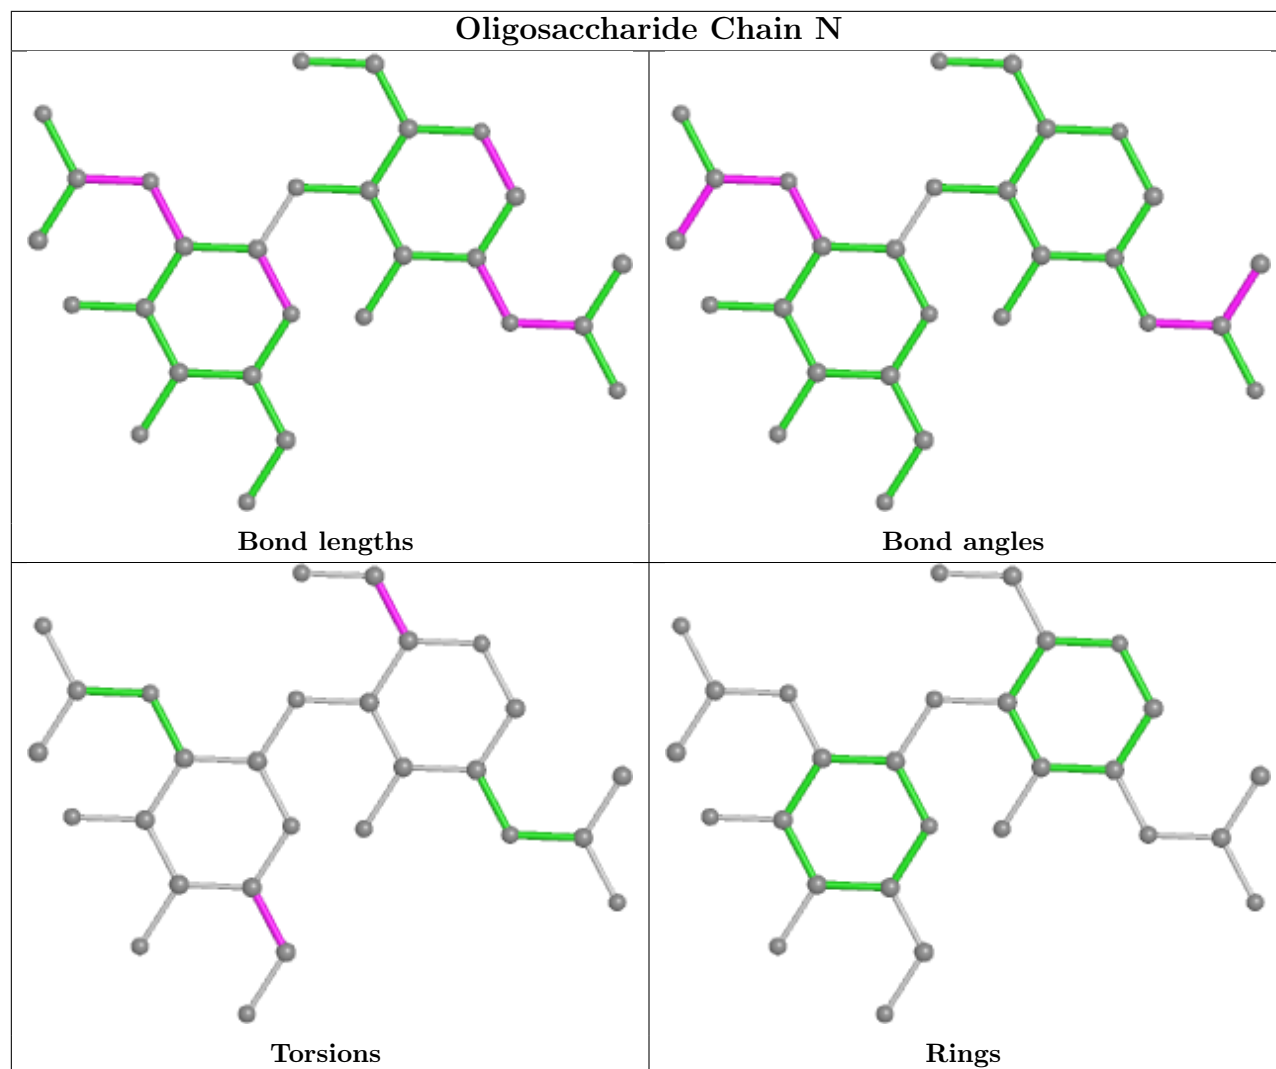 Oligosaccharide Chain N
Bond lengths
Bond angles
Torsions
Rings